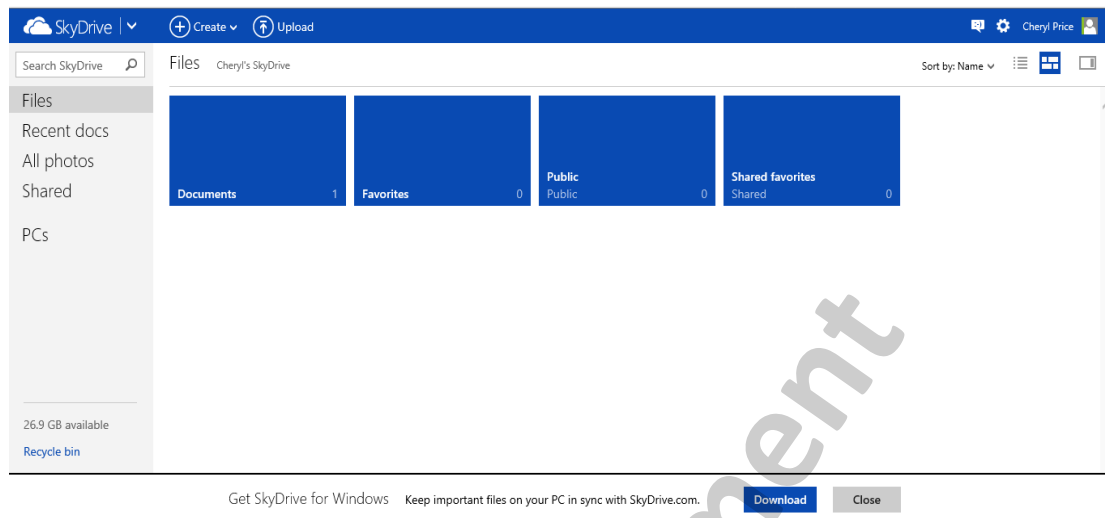 SkyDrive
Create
Upload
Cheryl Price
Search SkyDrive
Files Cheryl's SkyDrive
Sort by: Name
Files
Recent docs
All photos
Shared
PCs
Documents 1
Favorites 0
Public
Public 0
Shared favorites
Shared 0
26.9 GB available
Recycle bin
Get SkyDrive for Windows Keep important files on your PC in sync with SkyDrive.com. Download Close
ment